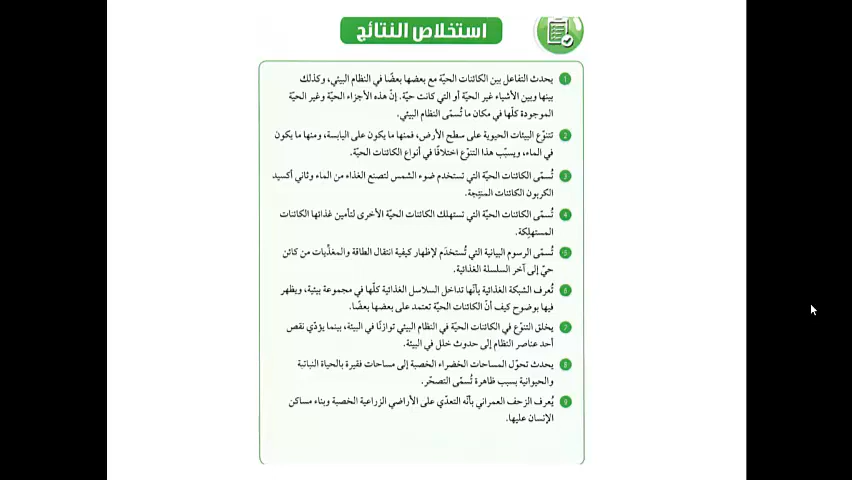 استخلاص النتائج
1 يحدث التفاعل بين الكائنات الحيّة مع بعضها بعضًا في النظام البيئي، وكذلك
بينها وبين الأشياء غير الحيّة أو التي كانت حيّة. إنّ هذه الأجزاء الحيّة وغير الحيّة
الموجودة كلّها في مكان ما تُسمّى النظام البيئي.
2 تتنوّع البيئات الحيوية على سطح الأرض، فمنها ما يكون على اليابسة، ومنها ما يكون
في الماء، ويسبّب هذا التنوّع اختلافًا في أنواع الكائنات الحيّة.
3 تُسمّى الكائنات الحيّة التي تستخدم ضوء الشمس لتصنع الغذاء من الماء وثاني أكسيد
الكربون الكائنات المنتِجة.
4 تُسمّى الكائنات الحيّة التي تستهلك الكائنات الحيّة الأخرى لتأمين غذائها الكائنات
المستهلِكة.
5 تُسمّى الرسوم البيانية التي تُستخدَم لإظهار كيفية انتقال الطاقة والمغذِّيات من كائن
حيّ إلى آخر السلسلة الغذائية.
6 تُعرف الشبكة الغذائية بأنّها تداخل السلاسل الغذائية كلّها في مجموعة بيئية، ويظهر
فيها بوضوح كيف أنّ الكائنات الحيّة تعتمد على بعضها بعضًا.
7 يخلق التنوّع في الكائنات الحيّة في النظام البيئي توازنًا في البيئة، بينما يؤدّي نقص
أحد عناصر النظام إلى حدوث خلل في البيئة.
8 يحدث تحوّل المساحات الخضراء الخصبة إلى مساحات فقيرة بالحياة النباتية
والحيوانية بسبب ظاهرة تُسمّى التصحّر.
9 يُعرف الزحف العمراني بأنّه التعدّي على الأراضي الزراعية الخصبة وبناء مساكن
الإنسان عليها.